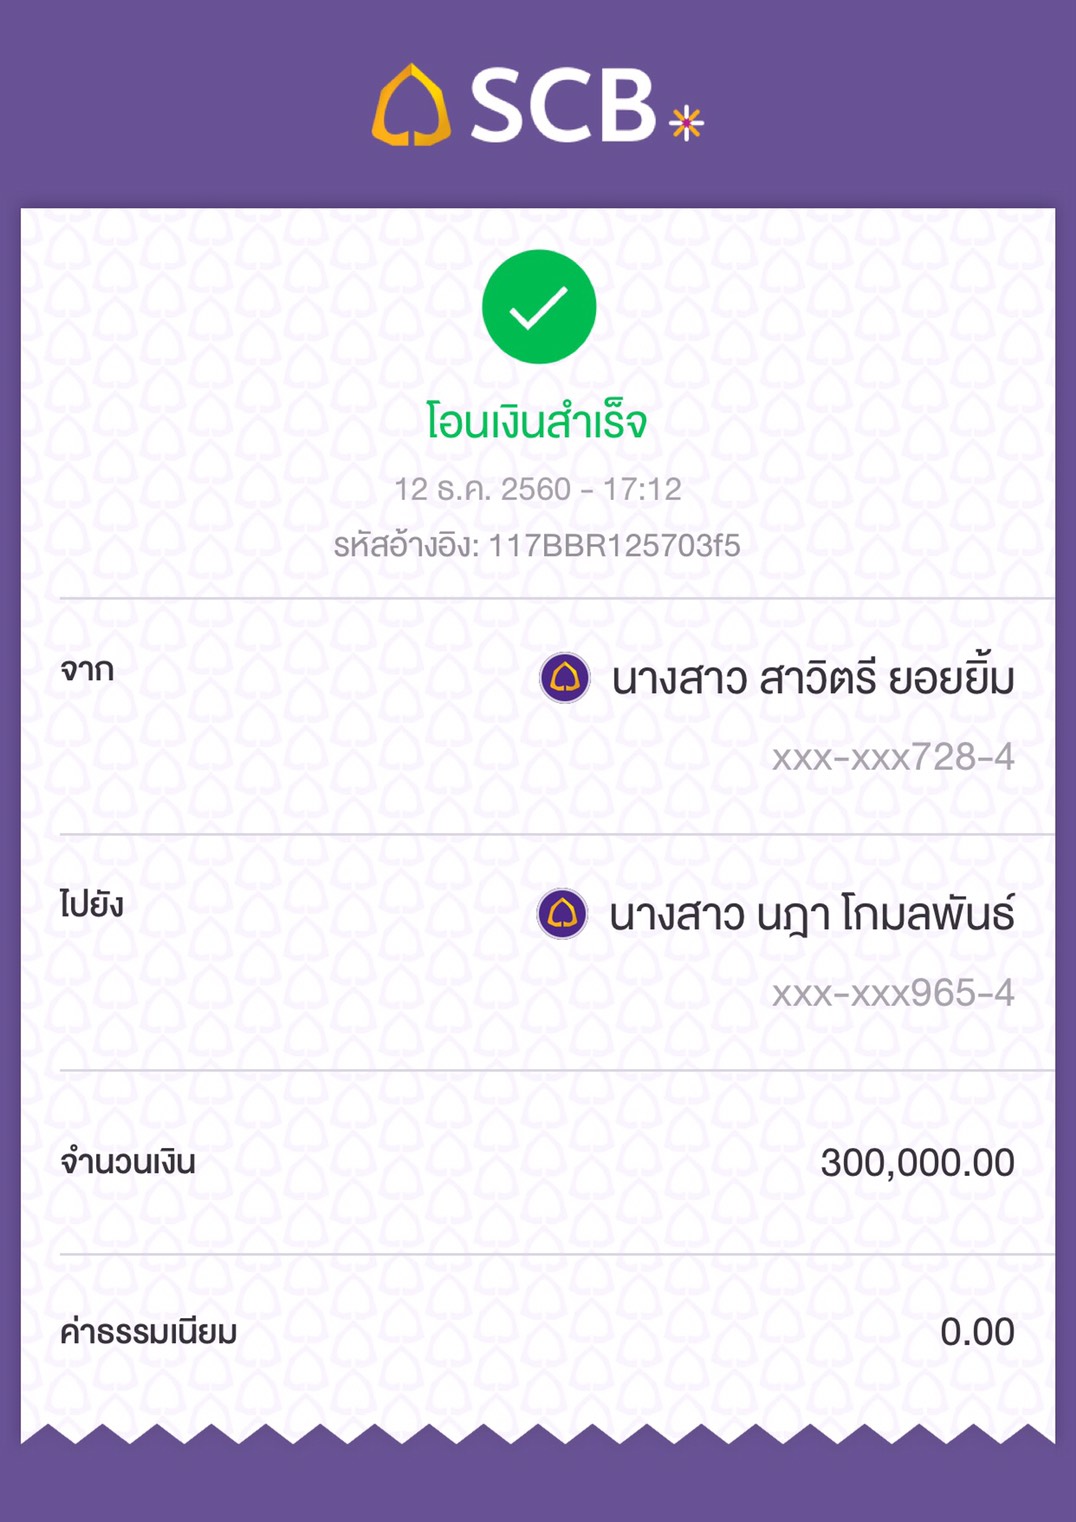 SCB
โอนเงินสำเร็จ
12 ธ.ค. 2560 - 17:12
รหัสอ้างอิง: 117BBR125703f5
จาก
นางสาว สาวิตรี ยอยยิ้ม
xxx-xxx728-4
ไปยัง
นางสาว นฎา โกมลพันธ์
xxx-xxx965-4
จำนวนเงิน 300,000.00
ค่าธรรมเนียม 0.00